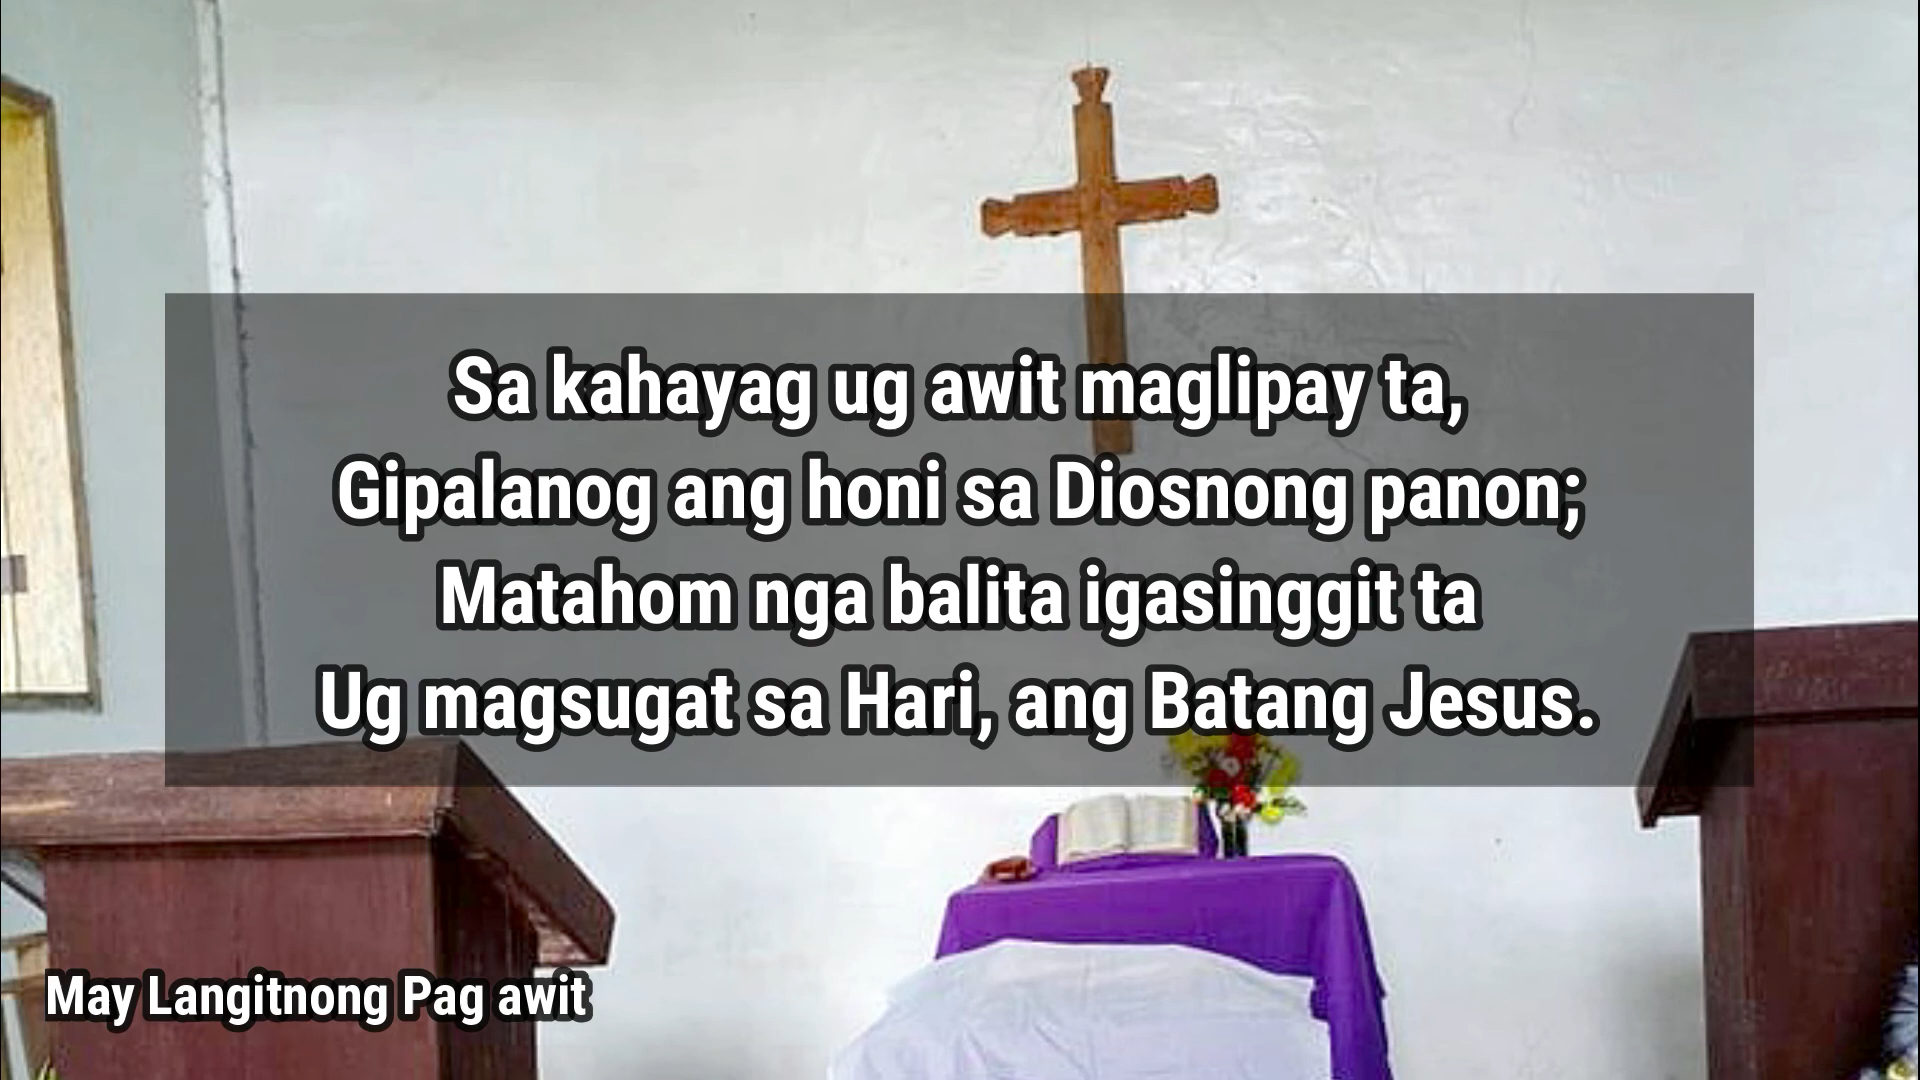 Sa kahayag ug awit maglipay ta,
Gipalanog ang honi sa Diosnong panon;
Matahom nga balita igasinggit ta
Ug magsugat sa Hari, ang Batang Jesus.
May Langitnong Pag awit